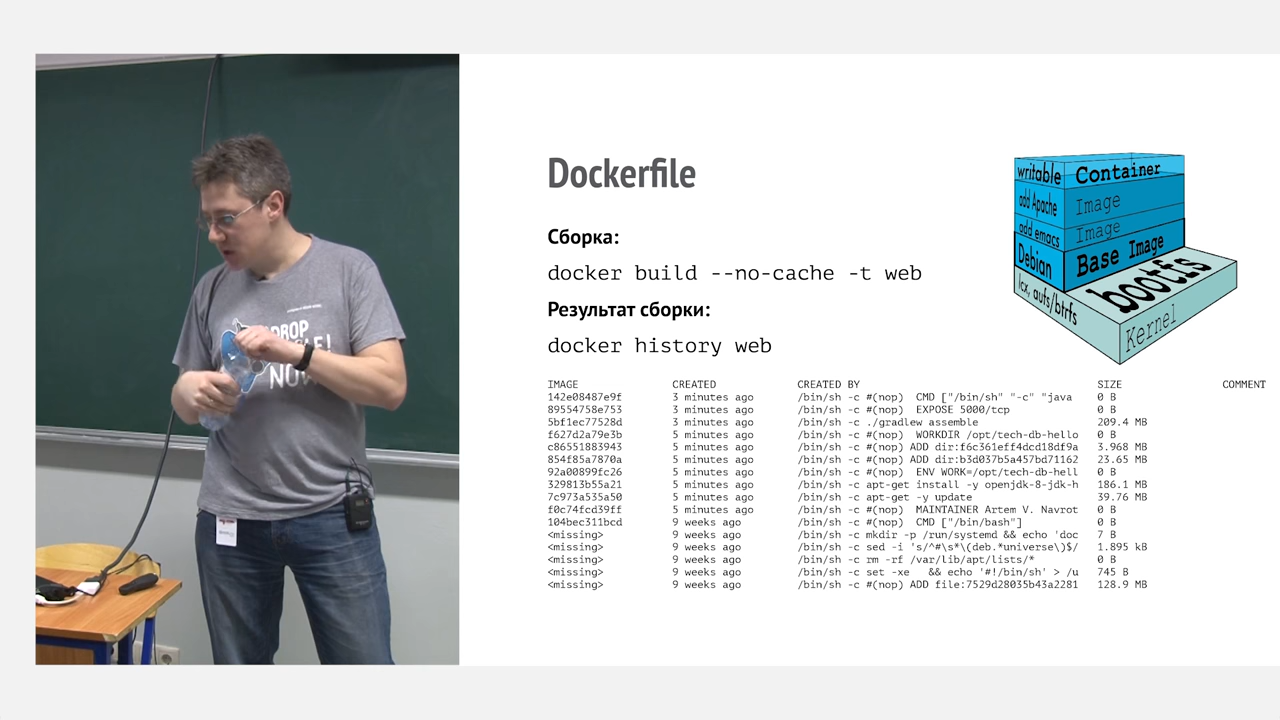 Dockerfile
Сборка:
docker build --no-cache -t web
Результат сборки:
docker history web
writable Container
add Apache Image
add emacs Image
Debian Base Image
lcx, aufs/btrfs bootfs
Kernel
IMAGE CREATED CREATED BY SIZE COMMENT
142e08487e9f 3 minutes ago /bin/sh -c #(nop) CMD ["/bin/sh" "-c" "java 0 B
89554758e753 3 minutes ago /bin/sh -c #(nop) EXPOSE 5000/tcp 0 B
5bf1ec77528d 3 minutes ago /bin/sh -c ./gradlew assemble 209.4 MB
f627d2a79e3b 5 minutes ago /bin/sh -c #(nop) WORKDIR /opt/tech-db-hello 0 B
c86551883943 5 minutes ago /bin/sh -c #(nop) ADD dir:f6c361eff4dcd18df9a 3.968 MB
854f85a7870a 5 minutes ago /bin/sh -c #(nop) ADD dir:b3d037b5a457bd71162 23.65 MB
92a00899fc26 5 minutes ago /bin/sh -c #(nop) ENV WORK=/opt/tech-db-hell 0 B
329813b55a21 5 minutes ago /bin/sh -c apt-get install -y openjdk-8-jdk-h 186.1 MB
7c973a535a50 5 minutes ago /bin/sh -c apt-get -y update 39.76 MB
f0c74fcd39ff 5 minutes ago /bin/sh -c #(nop) MAINTAINER Artem V. Navrot 0 B
104bec311bcd 9 weeks ago /bin/sh -c #(nop) CMD ["/bin/bash"] 0 B
<missing> 9 weeks ago /bin/sh -c mkdir -p /run/systemd && echo 'doc 7 B
<missing> 9 weeks ago /bin/sh -c sed -i 's/^#\s*\(deb.*universe\)$/ 1.895 kB
<missing> 9 weeks ago /bin/sh -c rm -rf /var/lib/apt/lists/* 0 B
<missing> 9 weeks ago /bin/sh -c set -xe && echo '#!/bin/sh' > /u 745 B
<missing> 9 weeks ago /bin/sh -c #(nop) ADD file:7529d28035b43a2281 128.9 MB
DROP
NOW